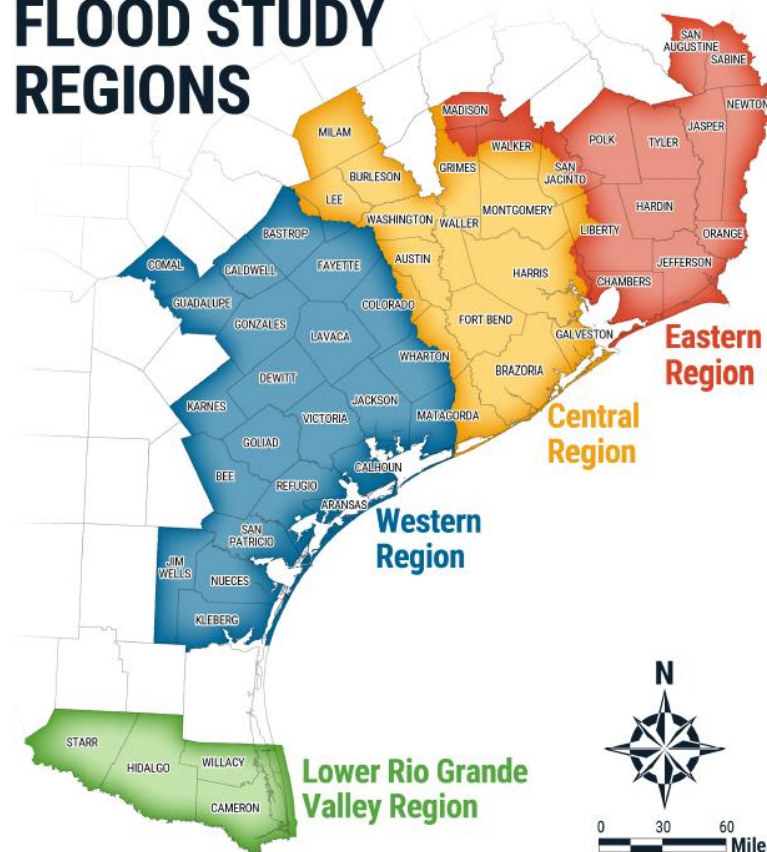 FLOOD STUDY
REGIONS
SAN
AUGUSTINE
SABINE
NEWTON
MADISON
JASPER
MILAM
POLK
TYLER
WALKER
GRIMES
SAN
JACINTO
BURLESON
LEE
MONTGOMERY
HARDIN
WASHINGTON
WALLER
LIBERTY
ORANGE
BASTROP
AUSTIN
JEFFERSON
COMAL
CALDWELL
FAYETTE
HARRIS
CHAMBERS
GUADALUPE
COLORADO
GONZALES
FORT BEND
LAVACA
GALVESTON
Eastern
Region
WHARTON
BRAZORIA
DEWITT
KARNES
JACKSON
VICTORIA
MATAGORDA
Central
Region
GOLIAD
CALHOUN
BEE
REFUGIO
ARANSAS
Western
Region
SAN
PATRICIO
JIM
WELLS
NUECES
KLEBERG
N
STARR
HIDALGO
WILLACY
CAMERON
Lower Rio Grande
Valley Region
0 30 60
Mile